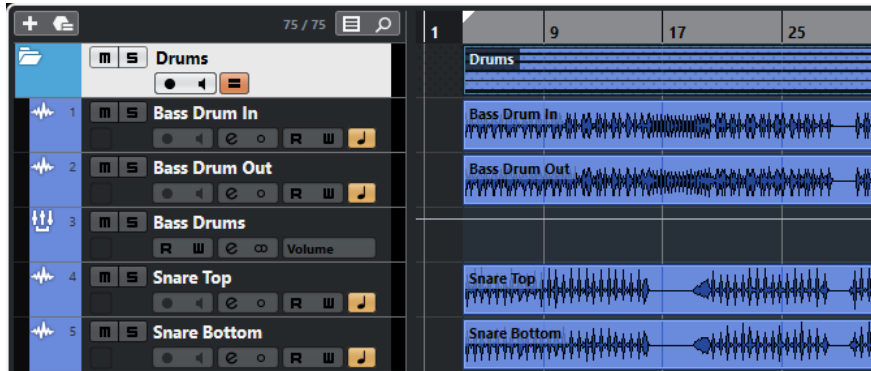 75 / 75
1 9 17 25
m S Drums
Drums
1 m S Bass Drum In
e R W
Bass Drum In
2 m S Bass Drum Out
e R W
Bass Drum Out
3 m S Bass Drums
R W e Volume
4 m S Snare Top
e R W
Snare Top
5 m S Snare Bottom
e R W
Snare Bottom